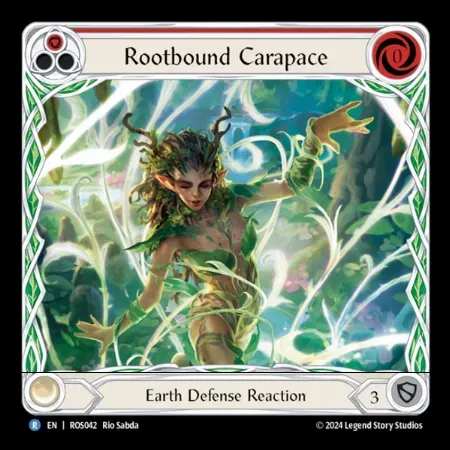 Rootbound Carapace
0
Earth Defense Reaction
3
R EN | ROS042 Rio Sabda
© 2024 Legend Story Studios